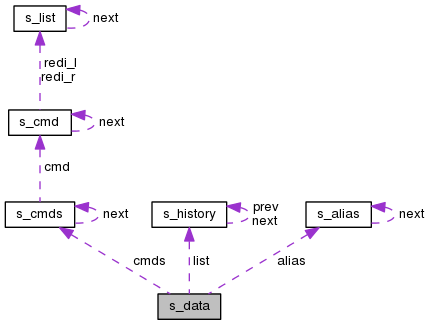 s_list
next
redi_l
redi_r
s_cmd
next
cmd
s_cmds
next
s_history
prev
next
s_alias
next
cmds
list
alias
s_data